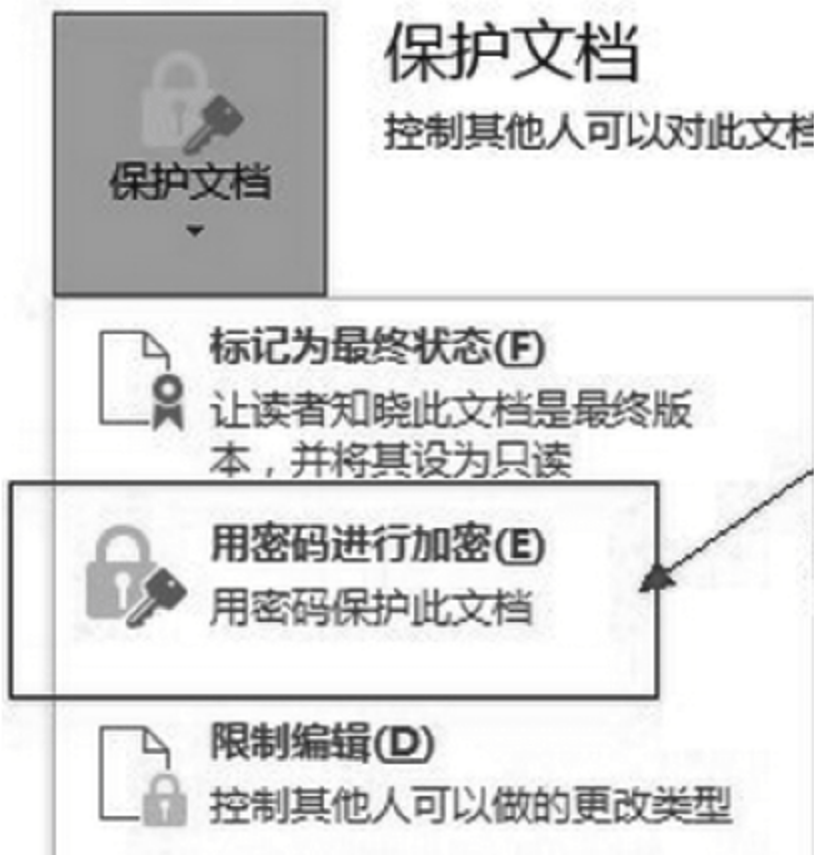 保护文档
控制其他人可以对此文档
保护文档
标记为最终状态(F)
让读者知晓此文档是最终版
本，并将其设为只读
用密码进行加密(E)
用密码保护此文档
限制编辑(D)
控制其他人可以做的更改类型